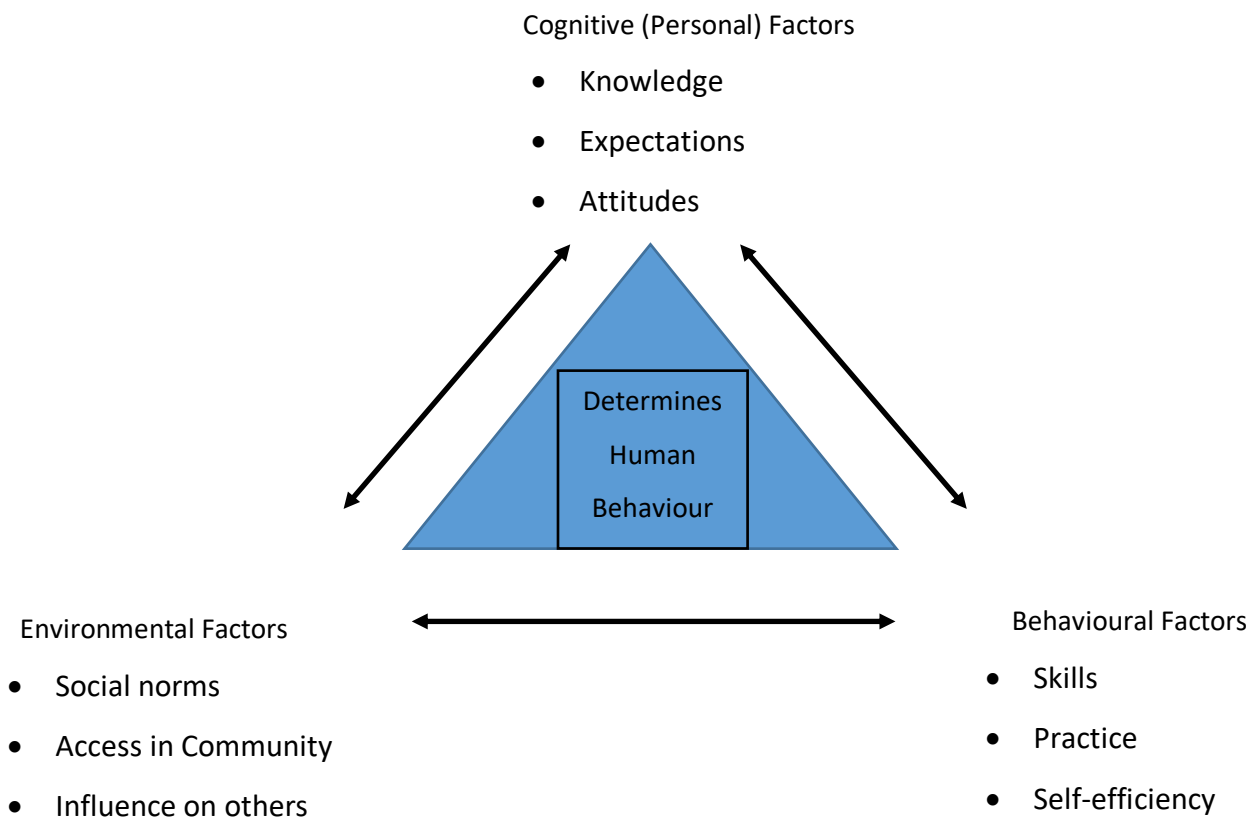 Cognitive (Personal) Factors
• Knowledge
• Expectations
• Attitudes
Determines
Human
Behaviour
Environmental Factors
• Social norms
• Access in Community
• Influence on others
Behavioural Factors
• Skills
• Practice
• Self-efficiency